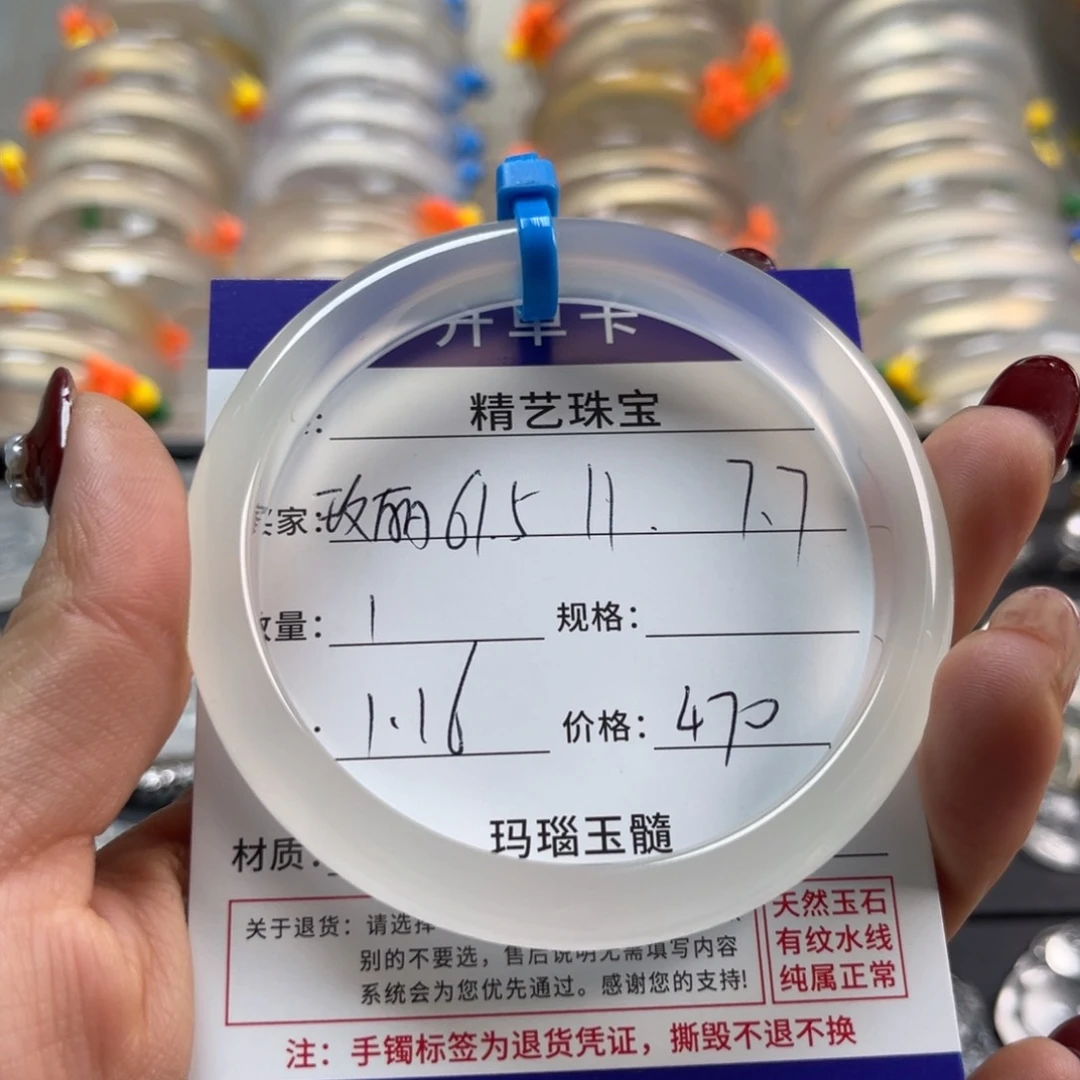 开单卡
: 精艺珠宝
家: 玫丽 61.5 11. 7.7
量: 1 规格:
1.16 价格: 470
玛瑙玉髓
材质:
关于退货: 请选择
别的不要选, 售后说明无需填写内容
系统会为您优先通过。感谢您的支持!
天然玉石
有纹水线
纯属正常
注: 手镯标签为退货凭证, 撕毁不退不换